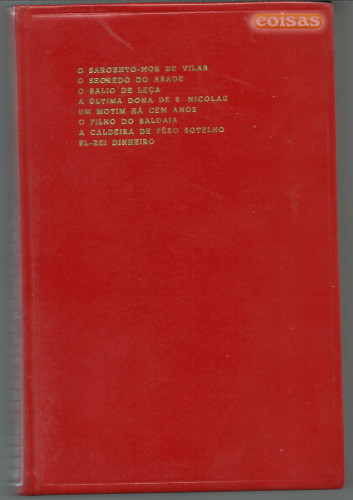 coisas
O SARGENTO-MOR DE VILAR
O SEGREDO DO ABADE
O BALIO DE LEÇA
A ÚLTIMA DONA DE S. NICOLAU
UM MOTIM HÁ CEM ANOS
O FILHO DO BALDAIA
A CALDEIRA DE PÊRO BOTELHO
EL-REI DINHEIRO